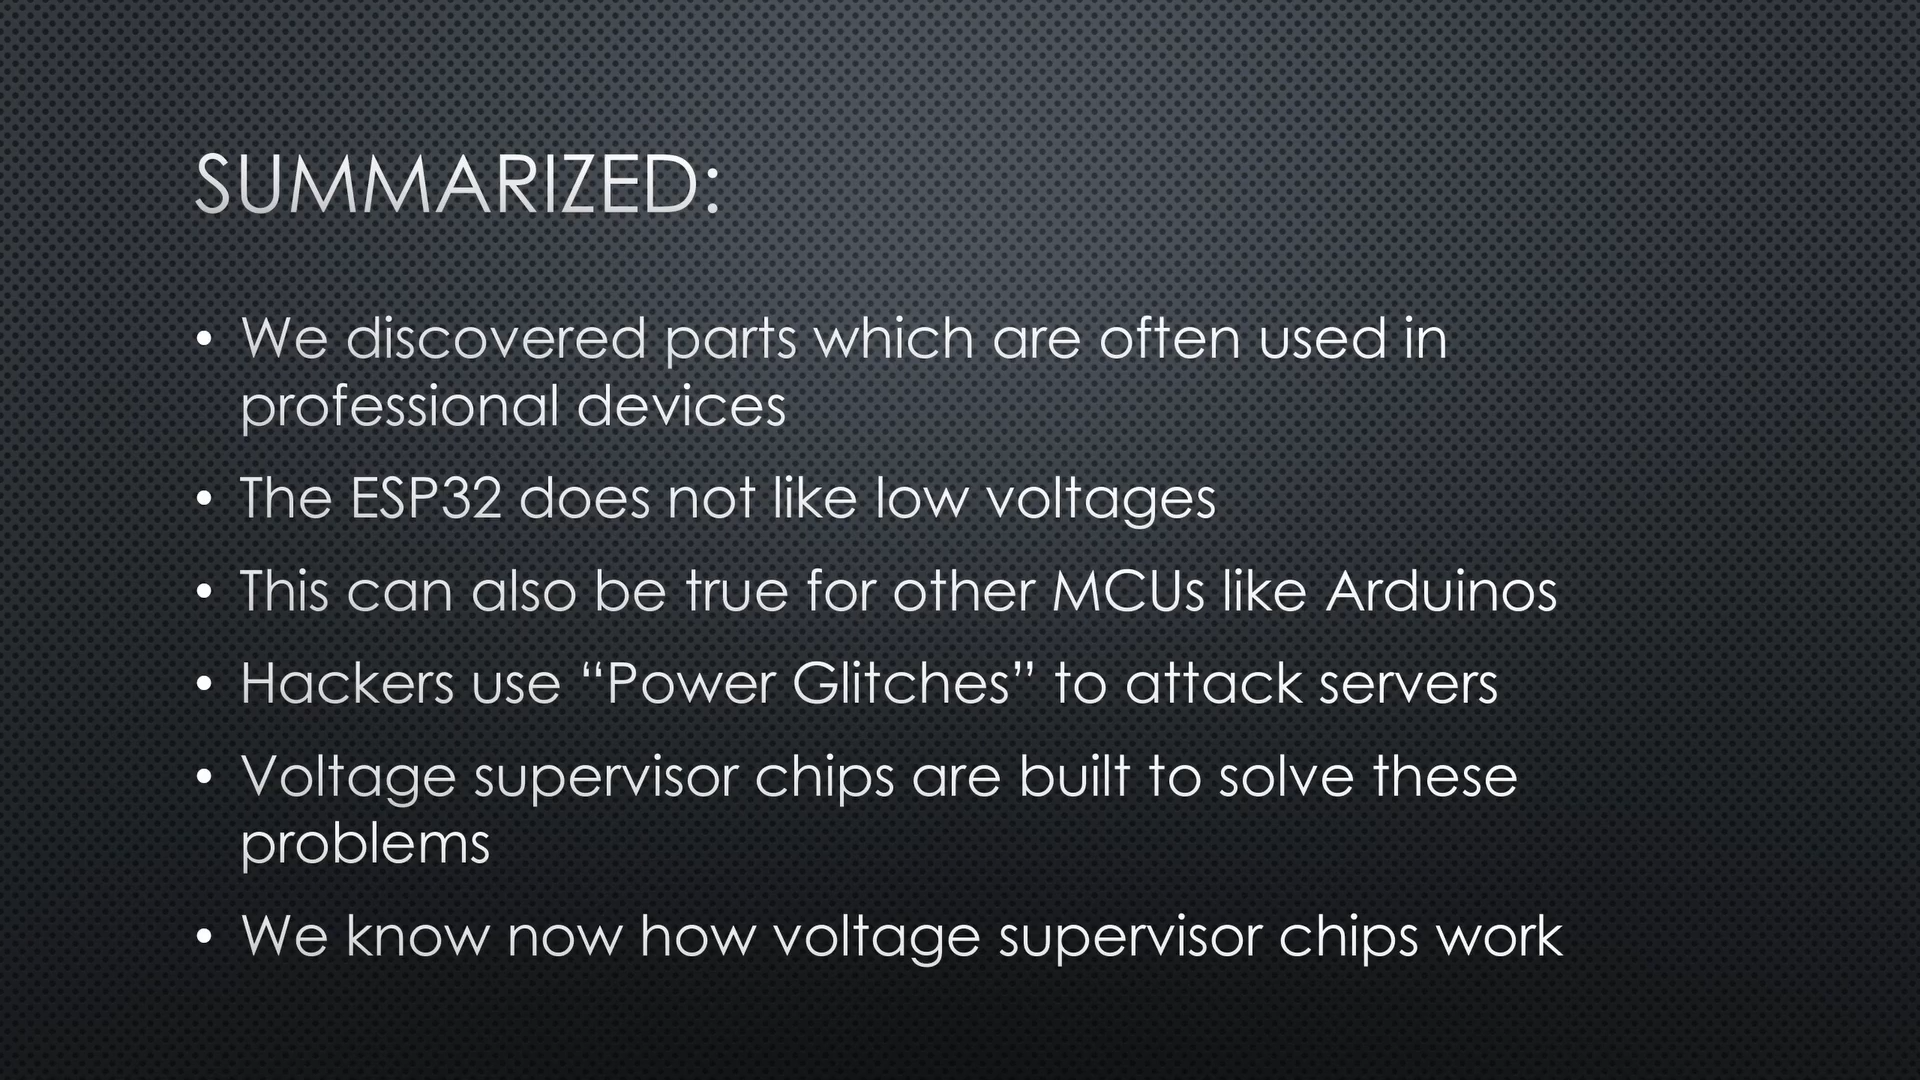 SUMMARIZED:
• We discovered parts which are often used in
professional devices
• The ESP32 does not like low voltages
• This can also be true for other MCUs like Arduinos
• Hackers use “Power Glitches” to attack servers
• Voltage supervisor chips are built to solve these
problems
• We know now how voltage supervisor chips work